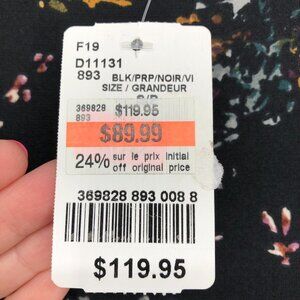 F19
D11131
893 BLK/PRP/NOIR/VI
SIZE / GRANDEUR
369828 $119.95
893
$89.99
24% sur le prix initial
off original price
369828 893 008 8
$119.95